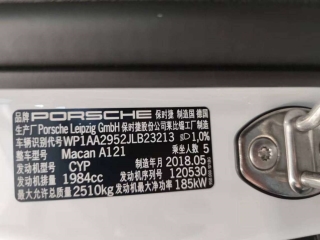 品牌 PORSCHE 保时捷 制造国 德国
生产厂 Porsche Leipzig GmbH 保时捷股份公司莱比锡工厂制造
车辆识别代号 WP1AA2952JLB23213 1,0%
整车型号 Macan A121 乘坐人数 5
发动机型号 CYP 制造年月 2018.05
发动机排量 1984cc 发动机序列号 120530
最大允许总质量 2510kg 发动机最大净功率 185kW